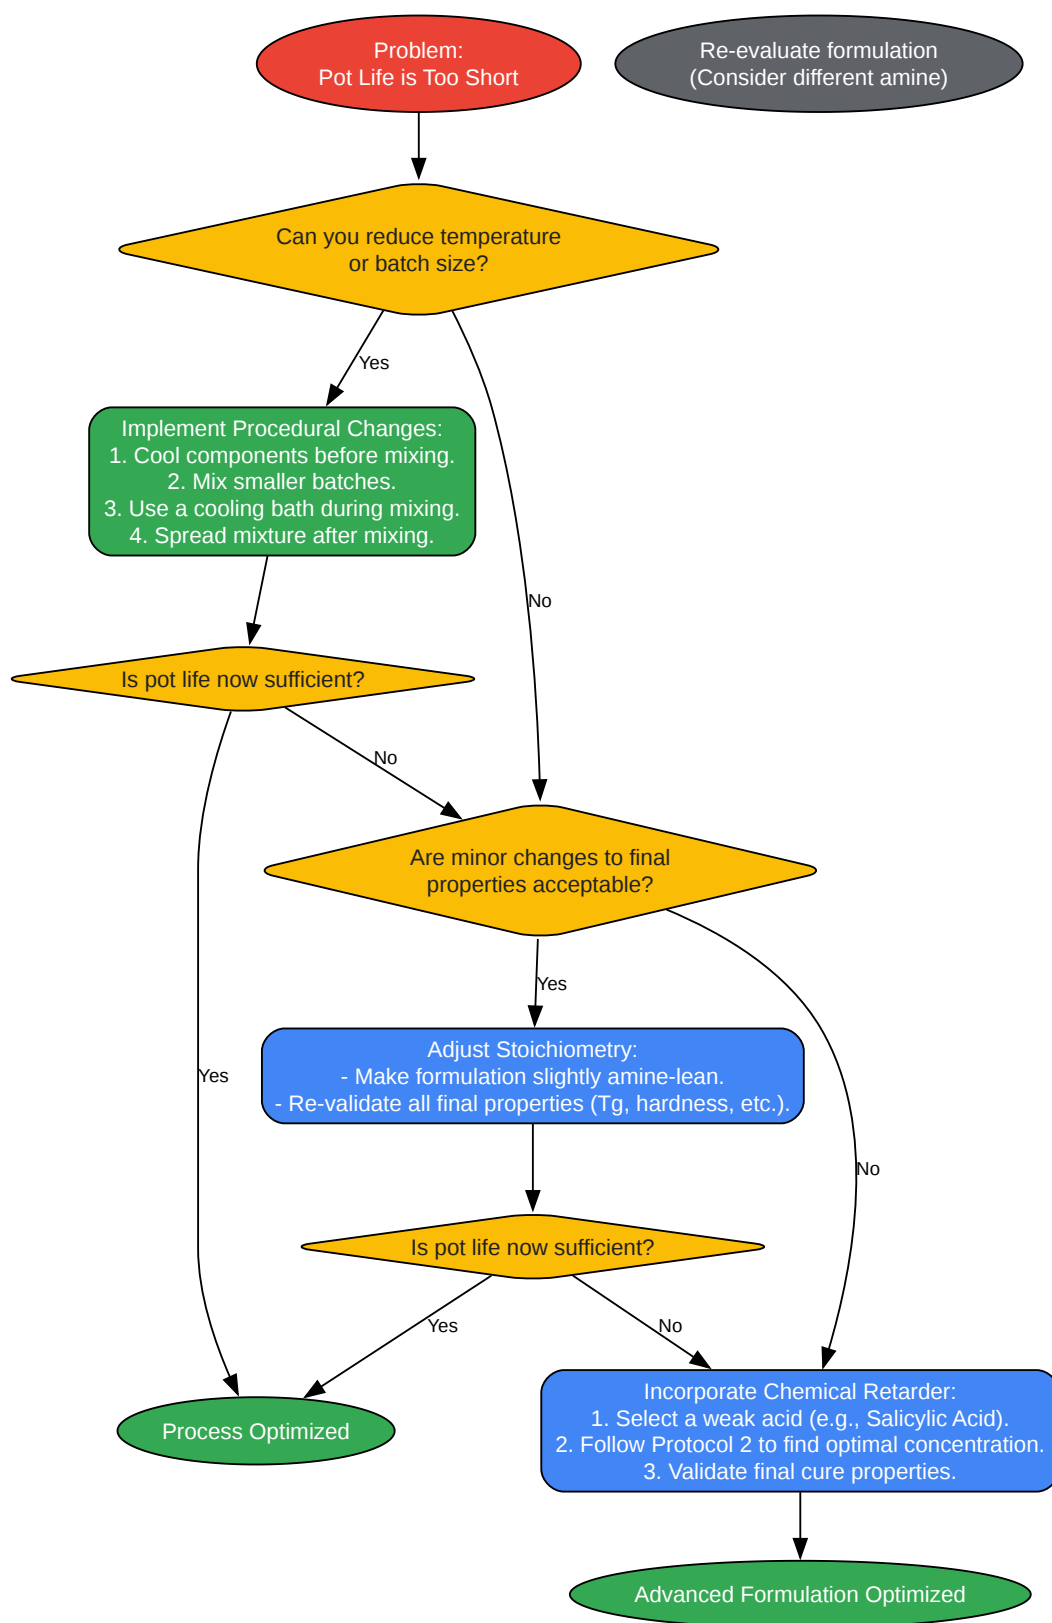 Problem:
Pot Life is Too Short
Re-evaluate formulation
(Consider different amine)
Can you reduce temperature
or batch size?
Yes
Implement Procedural Changes:
1. Cool components before mixing.
2. Mix smaller batches.
3. Use a cooling bath during mixing.
4. Spread mixture after mixing.
No
Is pot life now sufficient?
No
Are minor changes to final
properties acceptable?
Yes
Adjust Stoichiometry:
- Make formulation slightly amine-lean.
- Re-validate all final properties (Tg, hardness, etc.).
Yes
No
Is pot life now sufficient?
Yes
No
Incorporate Chemical Retarder:
1. Select a weak acid (e.g., Salicylic Acid).
2. Follow Protocol 2 to find optimal concentration.
3. Validate final cure properties.
Process Optimized
Advanced Formulation Optimized